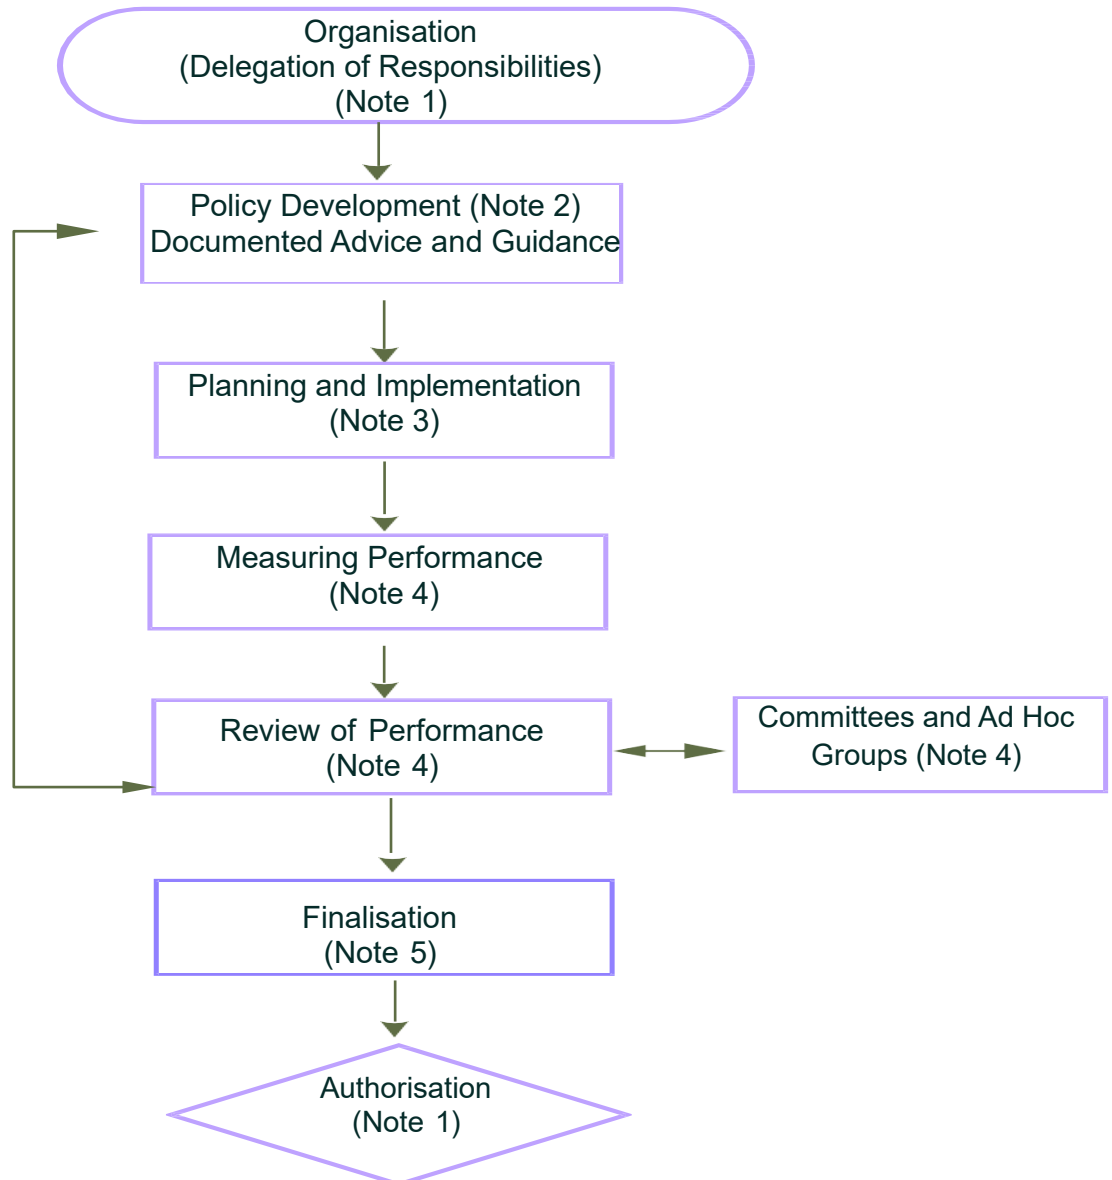 Organisation
(Delegation of Responsibilities)
(Note 1)
Policy Development (Note 2)
Documented Advice and Guidance
Planning and Implementation
(Note 3)
Measuring Performance
(Note 4)
Review of Performance
(Note 4)
Committees and Ad Hoc
Groups (Note 4)
Finalisation
(Note 5)
Authorisation
(Note 1)